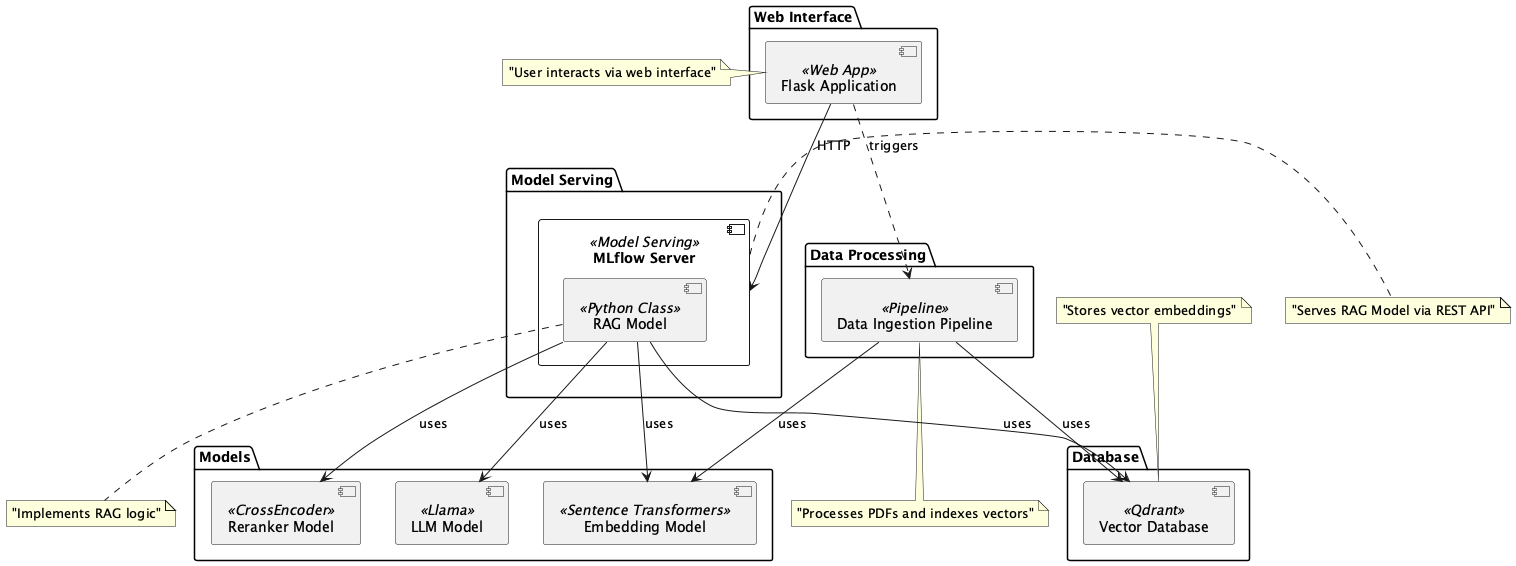 Web Interface
«Web App»
Flask Application
"User interacts via web interface"
HTTP
triggers
Model Serving
«Model Serving»
MLflow Server
«Python Class»
RAG Model
Data Processing
«Pipeline»
Data Ingestion Pipeline
"Stores vector embeddings"
"Serves RAG Model via REST API"
uses
uses
uses
uses
uses
uses
Models
«CrossEncoder»
Reranker Model
«Llama»
LLM Model
«Sentence Transformers»
Embedding Model
Database
«Qdrant»
Vector Database
"Implements RAG logic"
"Processes PDFs and indexes vectors"